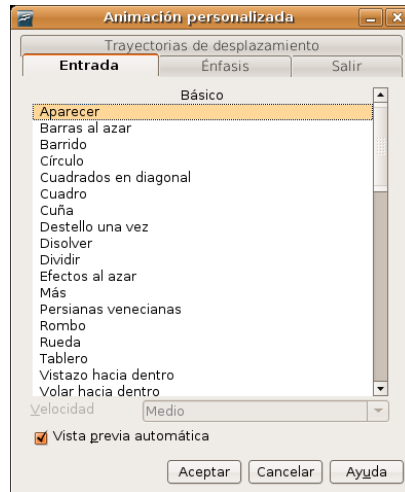 Animación personalizada
Trayectorias de desplazamiento
Entrada Énfasis Salir
Básico
Aparecer
Barras al azar
Barrido
Círculo
Cuadrados en diagonal
Cuadro
Cuña
Destello una vez
Disolver
Dividir
Efectos al azar
Más
Persianas venecianas
Rombo
Rueda
Tablero
Vistazo hacia dentro
Volar hacia dentro
Velocidad Medio
Vista previa automática
Aceptar Cancelar Ayuda